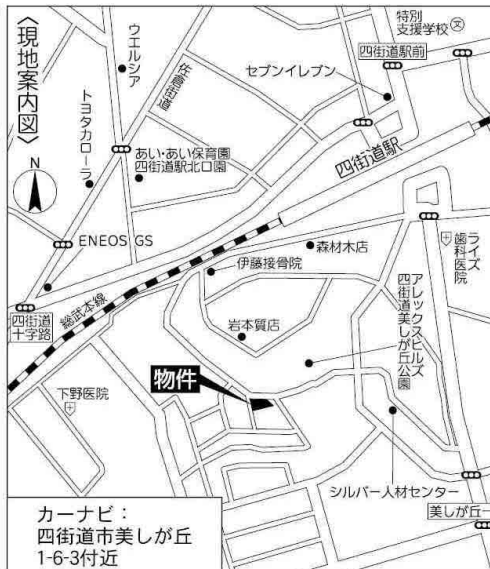 〈現地案内図〉
ウエルシア
佐倉街道
トヨタカローラ
特別
支援学校
文
四街道駅前
セブンイレブン
あい・あい保育園
四街道駅北口園
四街道駅
N
ENEOS GS
森材木店
伊藤接骨院
ライズ
歯科医院
総武本線
四街道
十字路
岩本質店
アレックスヒルズ
四街道美しが丘
公園
物件
下野医院
シルバー人材センター
美しが丘一
カーナビ：
四街道市美しが丘
1-6-3付近